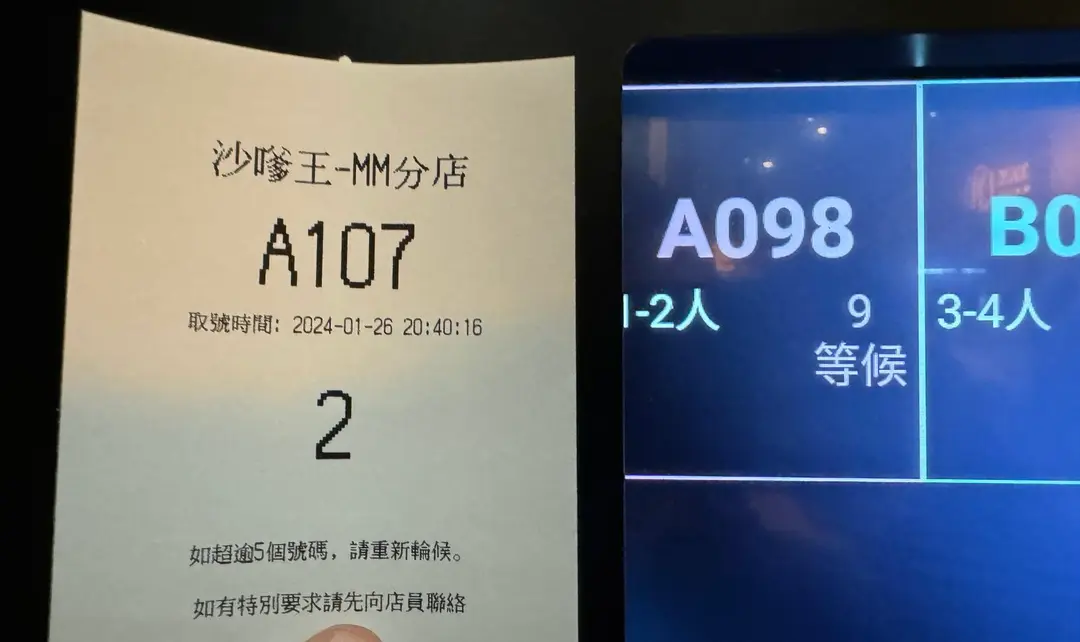 沙嗲王-MM分店
A107
取號時間: 2024-01-26 20:40:16
2
如超逾5個號碼，請重新輪候。
如有特別要求請先向店員聯絡
A098
1-2人
9
等候
B0
3-4人